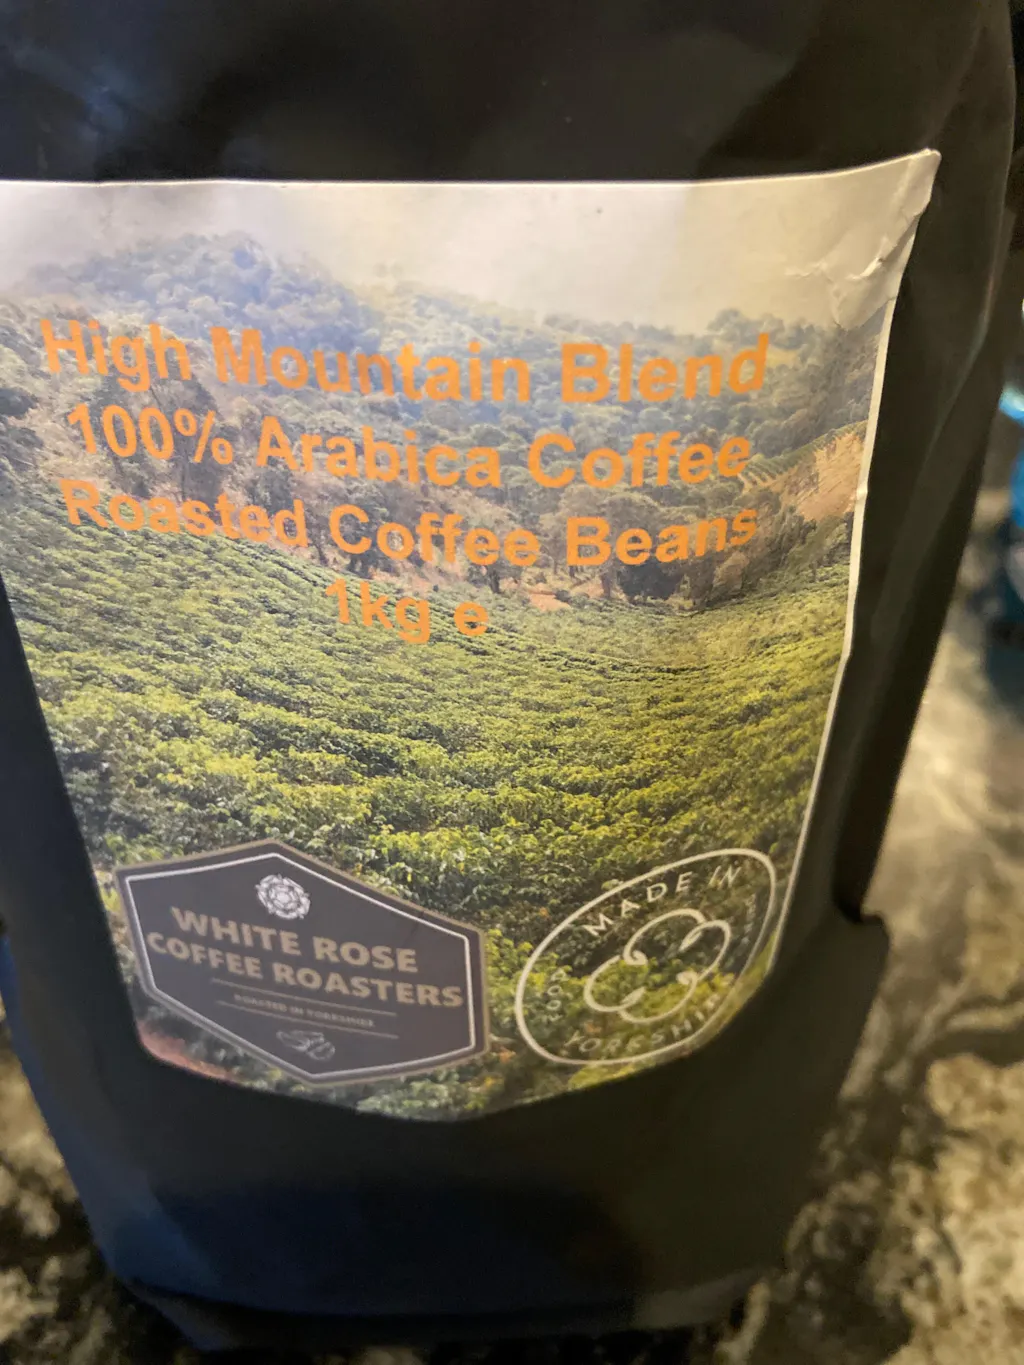 High Mountain Blend
100% Arabica Coffee
Roasted Coffee Beans
1kg e
WHITE ROSE
COFFEE ROASTERS
ROASTED IN YORKSHIRE
MADE IN
YORKSHIRE